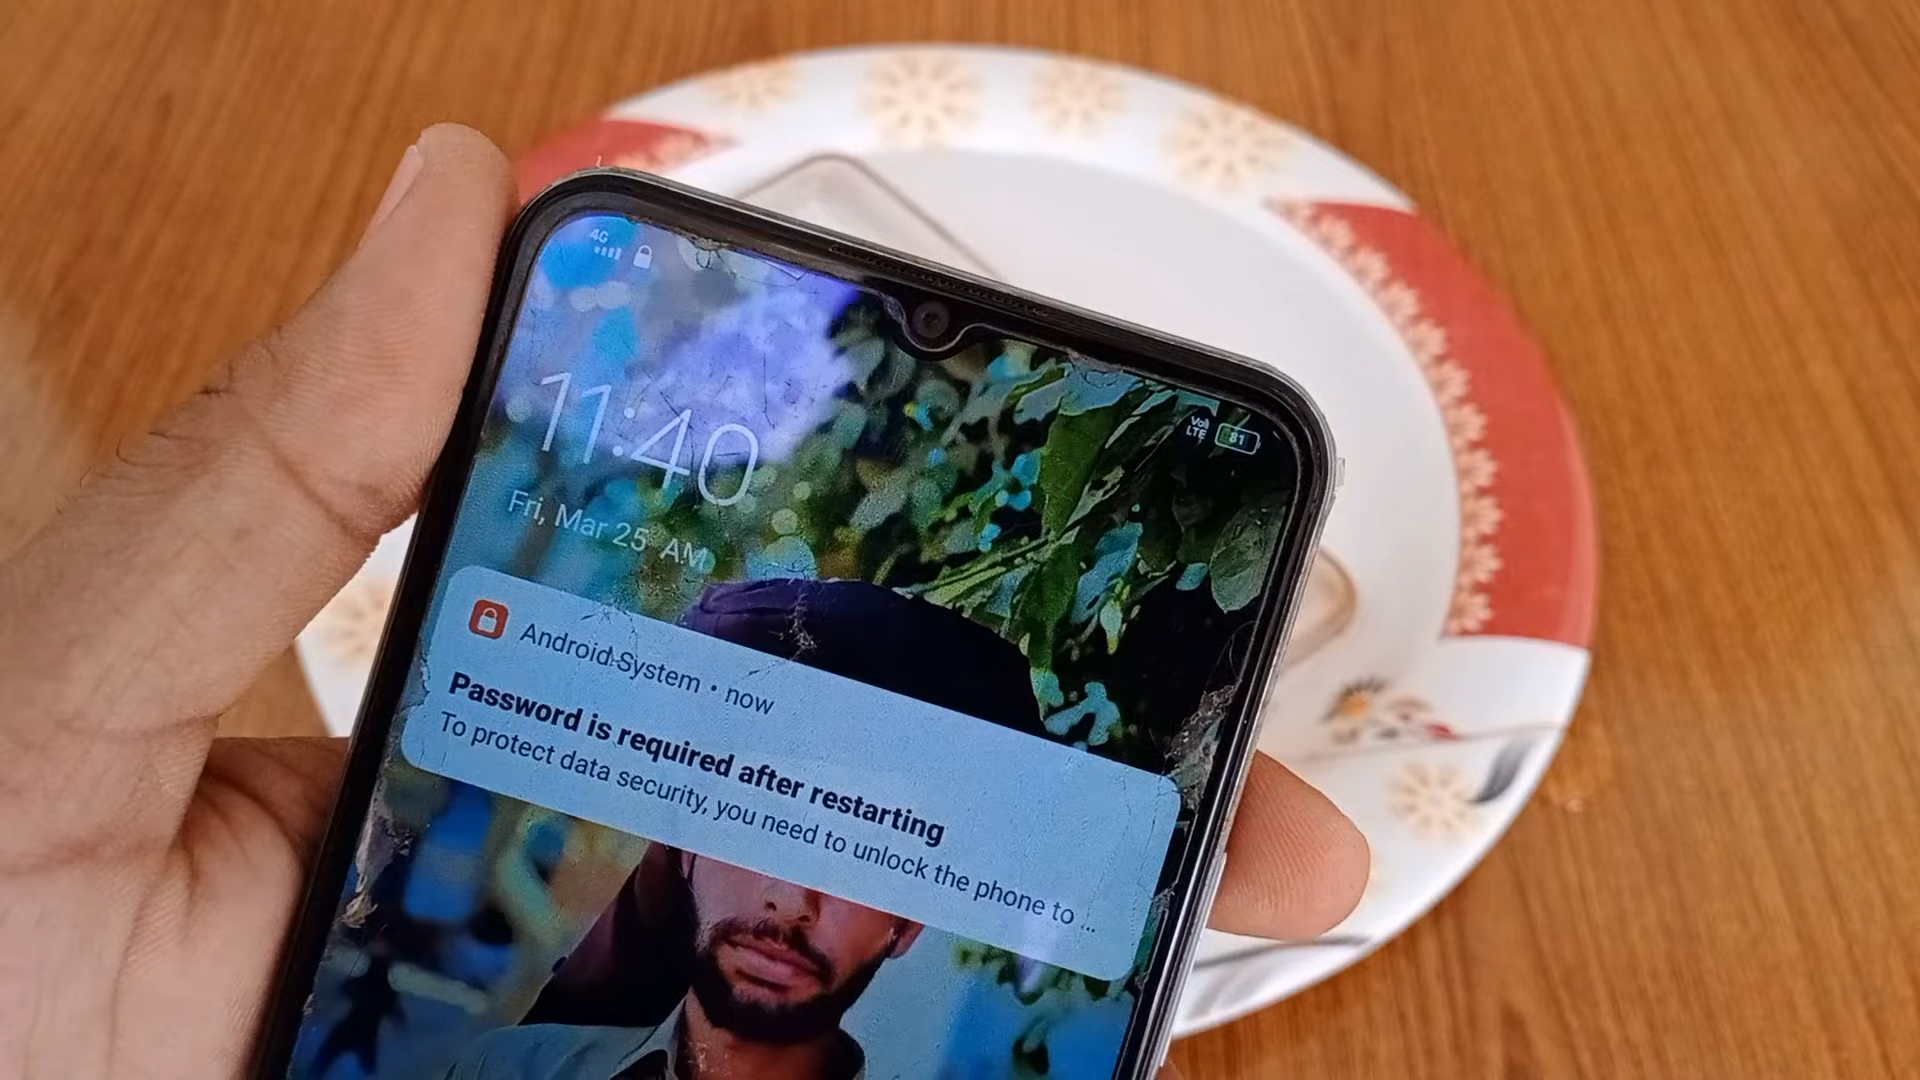 4G
Vo))
LTE
81
11:40
Fri, Mar 25 AM
Android System • now
Password is required after restarting
To protect data security, you need to unlock the phone to ...